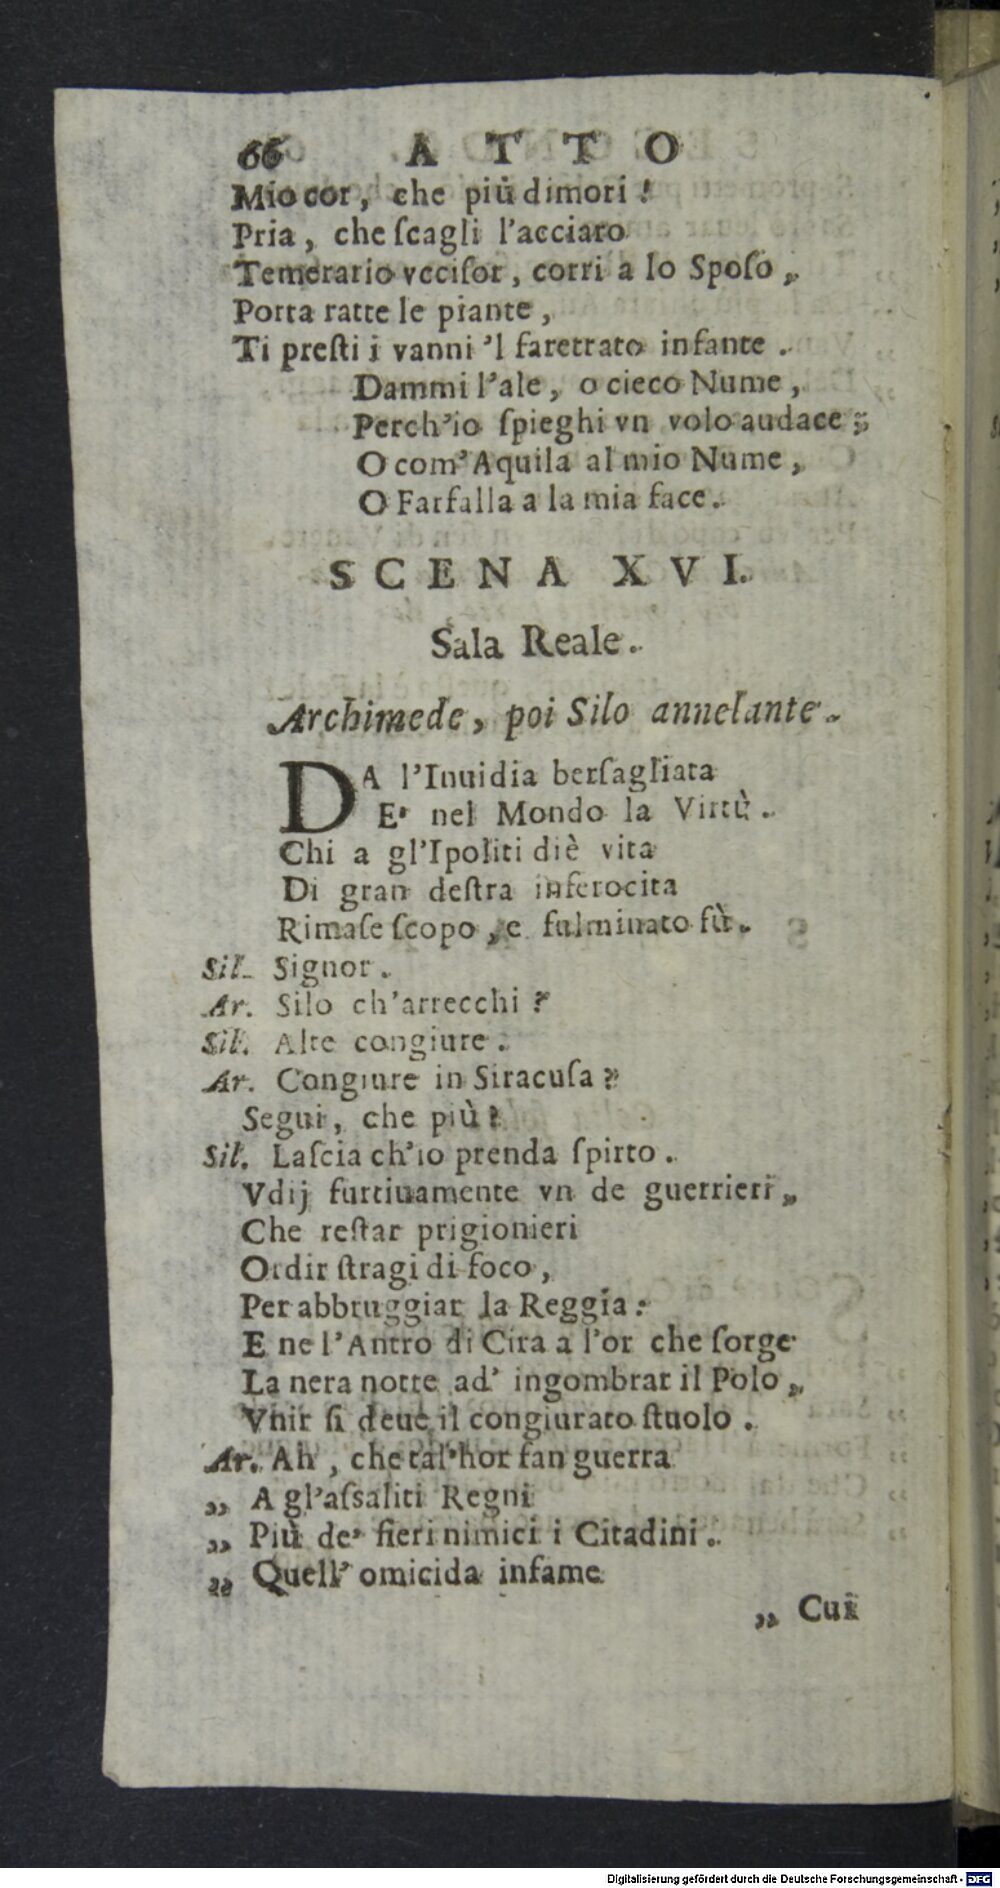 66 ATTO
Mio cor, che più dimori?
Pria, che ſcagli l'acciaro
Temerario vcciſor, corri a lo Spoſo,
Porta ratte le piante,
Ti preſti i vanni 'l faretrato infante.
Dammi l'ale, o cieco Nume,
Perch'io ſpieghi vn volo audace;
O com' Aquila al mio Nume,
O Farfalla a la mia face.
SCENA XVI.
Sala Reale.
Archimede, poi Silo annelante.
DA l'Inuidia berſagliata
E' nel Mondo la Virtù.
Chi a gl'Ipoliti diè vita
Di gran deſtra inferocita
Rimaſe ſcopo, e fulminato fù.
Sil. Signor.
Ar. Silo ch'arrecchi?
Sil. Alte congiure.
Ar. Congiure in Siracuſa?
Segui, che più?
Sil. Laſcia ch'io prenda ſpirto.
Vdij furtiuamente vn de guerrieri,
Che reſtar prigionieri
Ordir ſtragi di foco,
Per abbruggiar la Reggia:
E ne l'Antro di Cira a l'or che ſorge
La nera notte ad' ingombrar il Polo,
Vnir ſi deue il congiurato ſtuolo.
Ar. Ah, che tal'hor fan guerra
„ A gl'aſsaliti Regni
„ Più de' fieri nimici i Citadini.
„ Quell' omicida infame
„ Cui
Digitalisierung gefördert durch die Deutsche Forschungsgemeinschaft - DFG